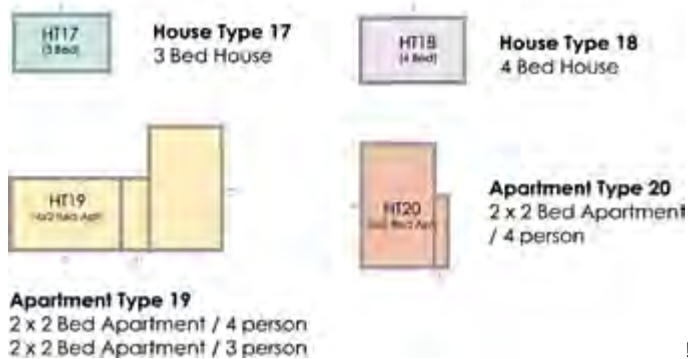 HT17
(3 Bed)
House Type 17
3 Bed House
HT18
(4 Bed)
House Type 18
4 Bed House
HT19
Apartment Type 19
2 x 2 Bed Apartment / 4 person
2 x 2 Bed Apartment / 3 person
HT20
Apartment Type 20
2 x 2 Bed Apartment
/ 4 person